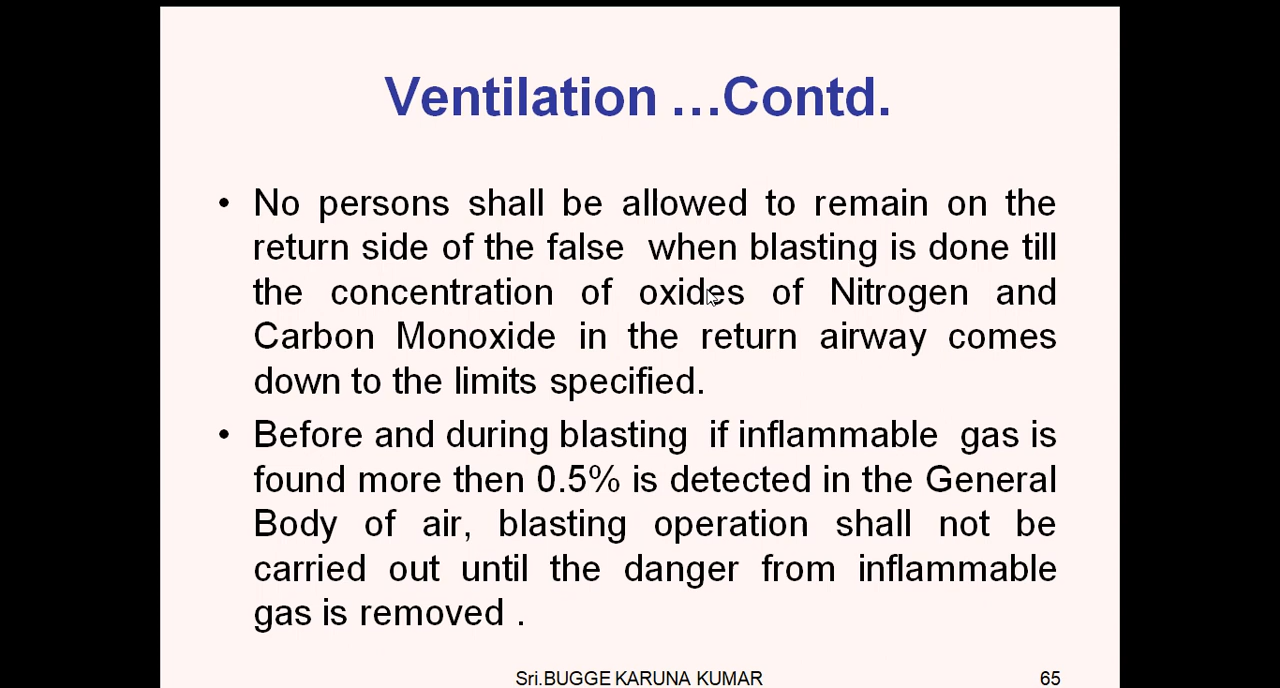 Ventilation ...Contd.
• No persons shall be allowed to remain on the
return side of the false when blasting is done till
the concentration of oxides of Nitrogen and
Carbon Monoxide in the return airway comes
down to the limits specified.
• Before and during blasting if inflammable gas is
found more then 0.5% is detected in the General
Body of air, blasting operation shall not be
carried out until the danger from inflammable
gas is removed .
Sri.BUGGE KARUNA KUMAR
65